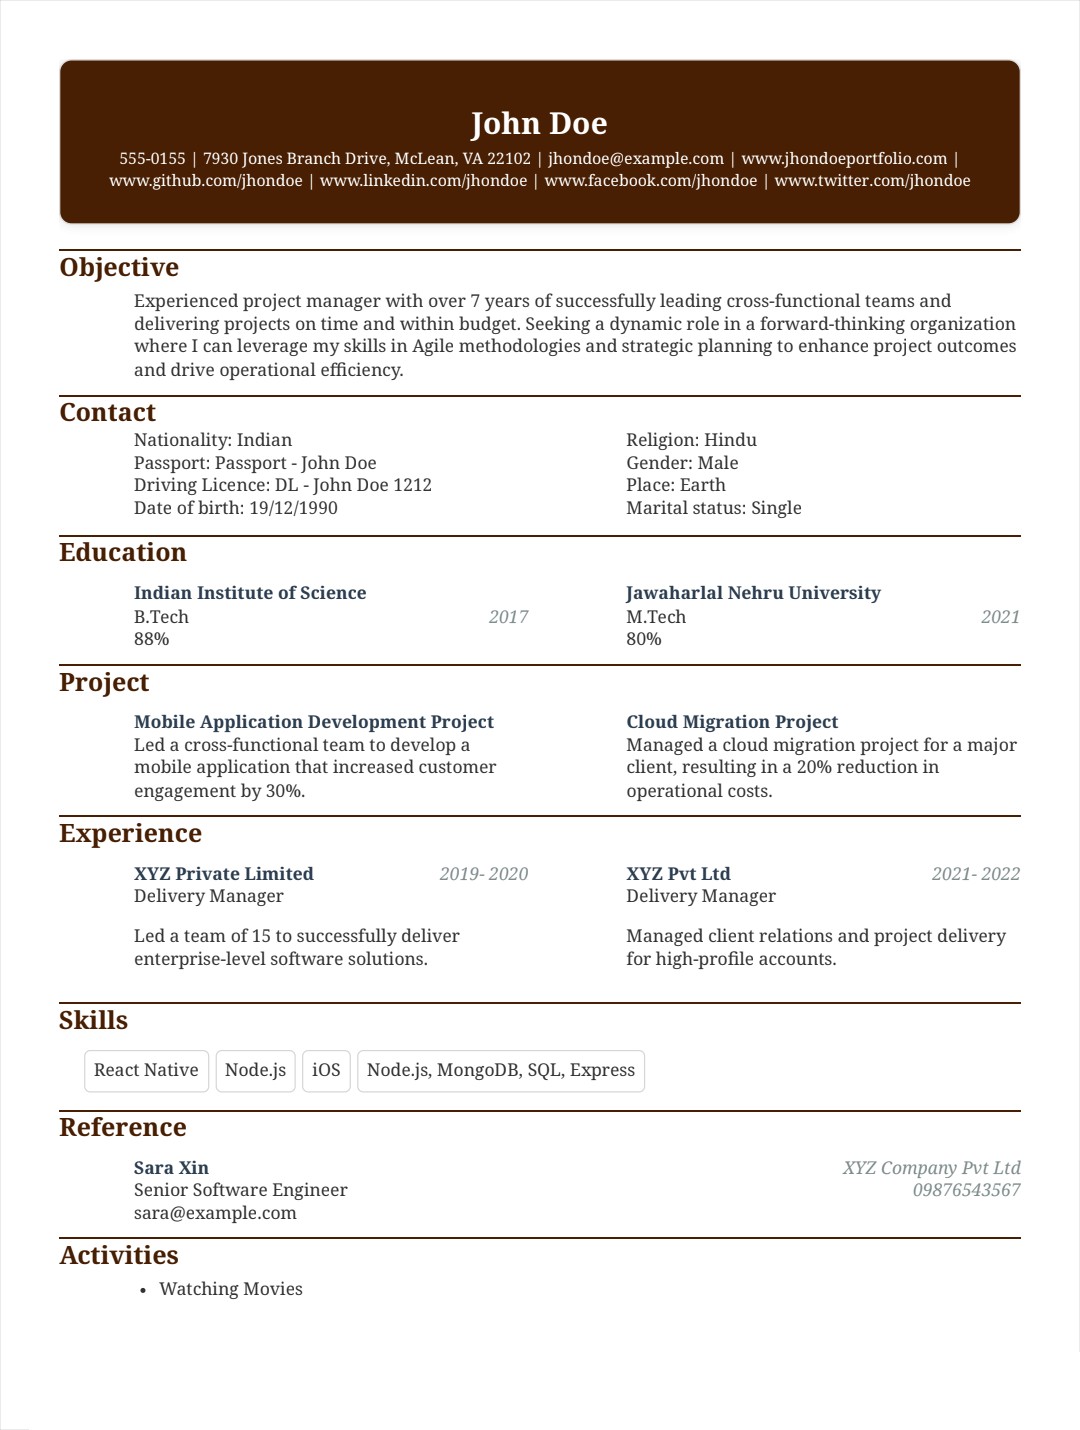 John Doe
555-0155 | 7930 Jones Branch Drive, McLean, VA 22102 | jhondoe@example.com | www.jhondoeportfolio.com |
www.github.com/jhondoe | www.linkedin.com/jhondoe | www.facebook.com/jhondoe | www.twitter.com/jhondoe
Objective
Experienced project manager with over 7 years of successfully leading cross-functional teams and
delivering projects on time and within budget. Seeking a dynamic role in a forward-thinking organization
where I can leverage my skills in Agile methodologies and strategic planning to enhance project outcomes
and drive operational efficiency.
Contact
Nationality: Indian
Passport: Passport - John Doe
Driving Licence: DL - John Doe 1212
Date of birth: 19/12/1990
Religion: Hindu
Gender: Male
Place: Earth
Marital status: Single
Education
Indian Institute of Science
B.Tech 2017
88%
Jawaharlal Nehru University
M.Tech 2021
80%
Project
Mobile Application Development Project
Led a cross-functional team to develop a
mobile application that increased customer
engagement by 30%.
Cloud Migration Project
Managed a cloud migration project for a major
client, resulting in a 20% reduction in
operational costs.
Experience
XYZ Private Limited 2019- 2020
Delivery Manager
Led a team of 15 to successfully deliver
enterprise-level software solutions.
XYZ Pvt Ltd 2021- 2022
Delivery Manager
Managed client relations and project delivery
for high-profile accounts.
Skills
React Native Node.js iOS Node.js, MongoDB, SQL, Express
Reference
Sara Xin XYZ Company Pvt Ltd
Senior Software Engineer 09876543567
sara@example.com
Activities
• Watching Movies